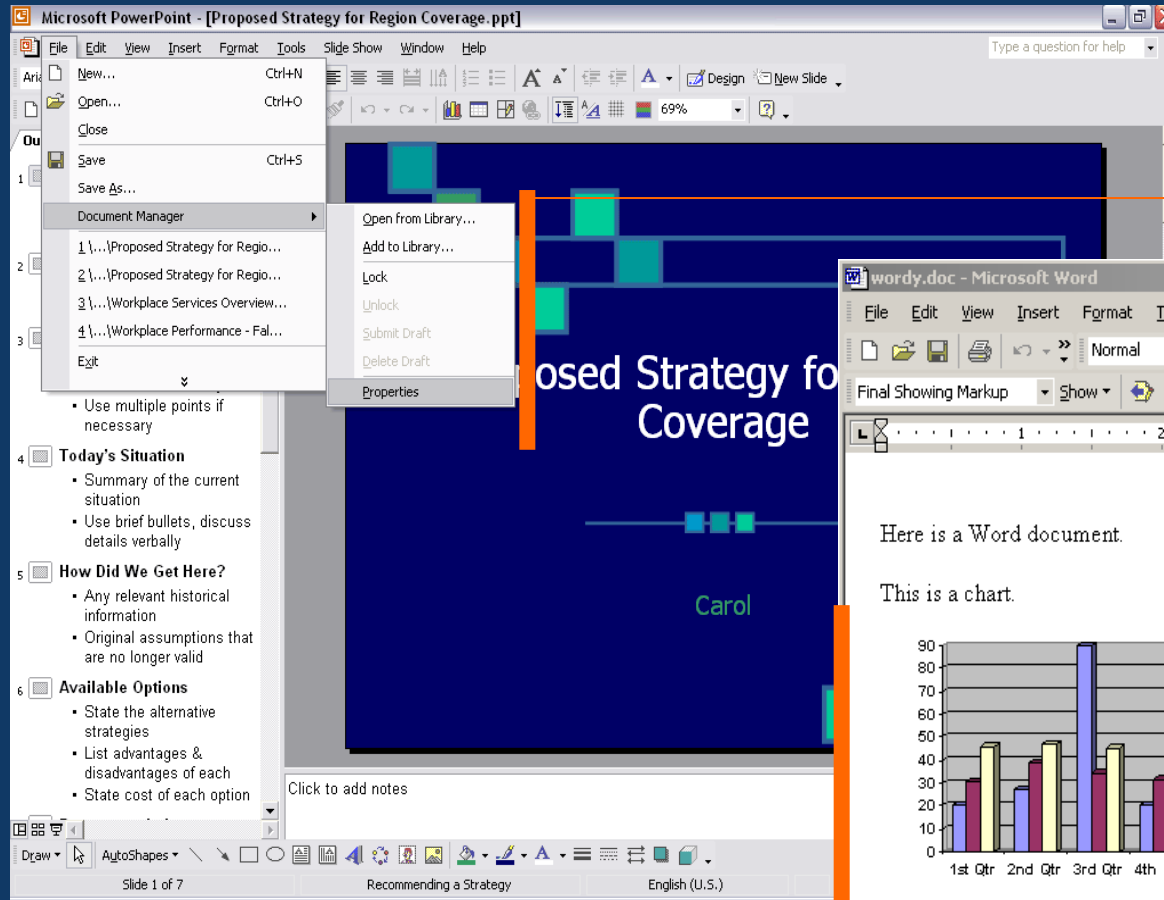 Microsoft PowerPoint - [Proposed Strategy for Region Coverage.ppt]
File Edit View Insert Format Tools Slide Show Window Help
Type a question for help
Design New Slide
69%
New... Ctrl+N
Open... Ctrl+O
Close
Save Ctrl+S
Save As...
Document Manager
1 \...\Proposed Strategy for Regio...
2 \...\Proposed Strategy for Regio...
3 \...\Workplace Services Overview...
4 \...\Workplace Performance - Fal...
Exit
Open from Library...
Add to Library...
Lock
Unlock
Submit Draft
Delete Draft
Properties
1
2
3
• Use multiple points if
necessary
4 Today's Situation
• Summary of the current
situation
• Use brief bullets, discuss
details verbally
5 How Did We Get Here?
• Any relevant historical
information
• Original assumptions that
are no longer valid
6 Available Options
• State the alternative
strategies
• List advantages &
disadvantages of each
• State cost of each option
osed Strategy fo
Coverage
Carol
Click to add notes
Draw AutoShapes
Slide 1 of 7 Recommending a Strategy English (U.S.)
wordy.doc - Microsoft Word
File Edit View Insert Format T
Normal
Final Showing Markup Show
1 2
Here is a Word document.
This is a chart.
90
80
70
60
50
40
30
20
10
0
1st Qtr 2nd Qtr 3rd Qtr 4th